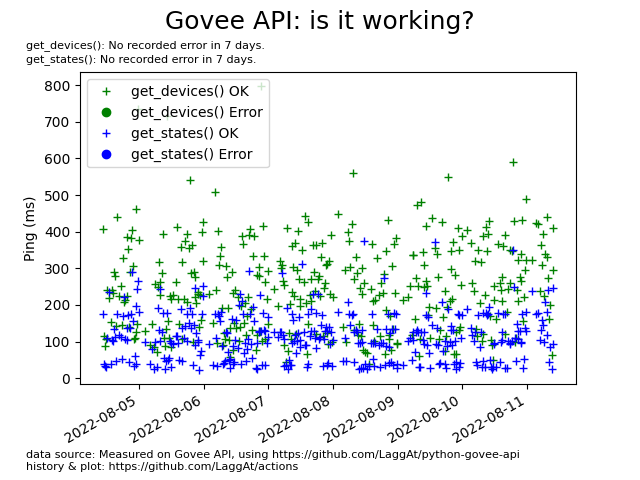 Govee API: is it working?
get_devices(): No recorded error in 7 days.
get_states(): No recorded error in 7 days.
800
700
600
500
400
300
200
100
0
Ping (ms)
get_devices() OK
get_devices() Error
get_states() OK
get_states() Error
2022-08-05
2022-08-06
2022-08-07
2022-08-08
2022-08-09
2022-08-10
2022-08-11
data source: Measured on Govee API, using https://github.com/LaggAt/python-govee-api
history & plot: https://github.com/LaggAt/actions